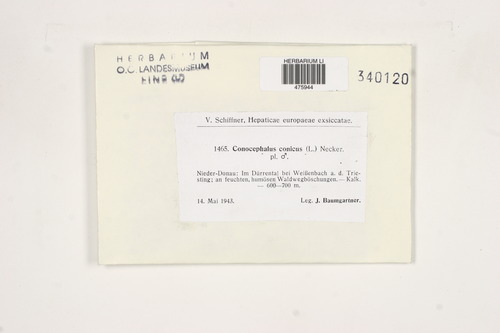 HERBARIUM
O.Ö. LANDESMUSEUM
LINZ
HERBARIUM LI
475944
340120
V. Schiffner, Hepaticae europaeae exsiccatae.
1465. Conocephalus conicus (L.) Necker.
pl. ♂.
Nieder-Donau: Im Dürrental bei Weißenbach a. d. Trie-
sting; an feuchten, humösen Waldwegböschungen. — Kalk.
— 600—700 m.
14. Mai 1943.
Leg. J. Baumgartner.